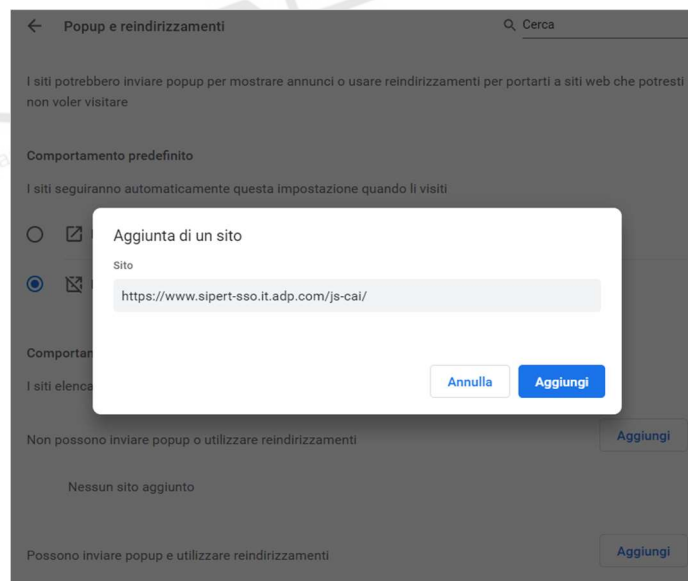 Popup e reindirizzamenti
Cerca
I siti potrebbero inviare popup per mostrare annunci o usare reindirizzamenti per portarti a siti web che potresti
non voler visitare
Comportamento predefinito
I siti seguiranno automaticamente questa impostazione quando li visiti
Aggiunta di un sito
Sito
https://www.sipert-sso.it.adp.com/js-cai/
Annulla
Aggiungi
I siti
Non possono inviare popup o utilizzare reindirizzamenti
Aggiungi
Nessun sito aggiunto
Possono inviare popup e utilizzare reindirizzamenti
Aggiungi